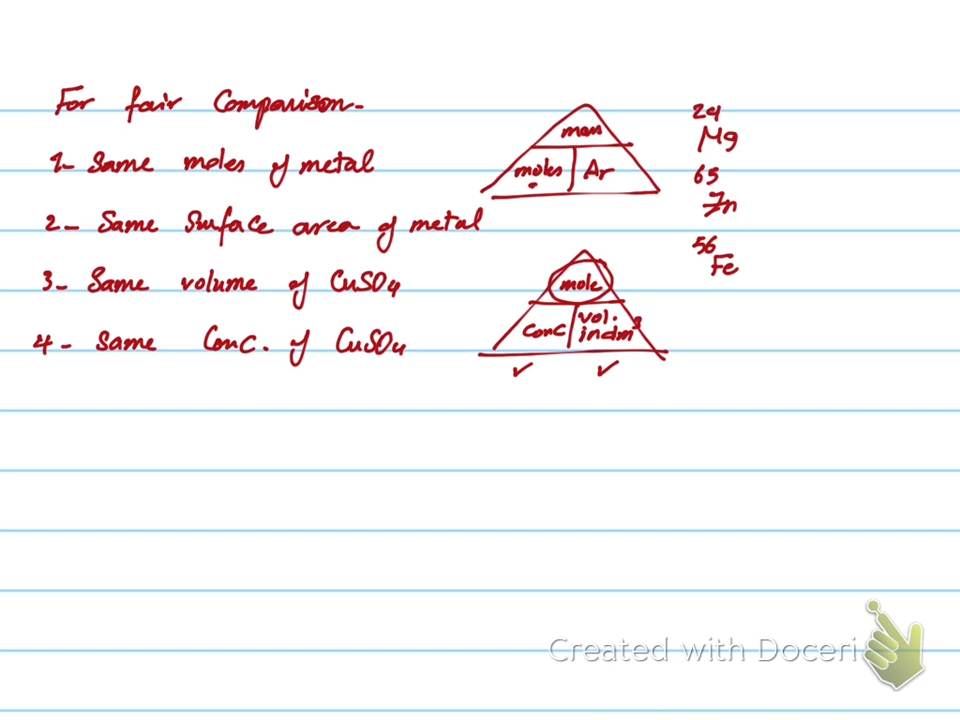 For fair Comparison.
1- Same moles of metal
2- Same surface area of metal
3- Same volume of CuSO4
4- Same Conc. of CuSO4
mass
moles Ar
mole
Conc vol. in dm3
24
Mg
65
Zn
56
Fe
Created with Doceri